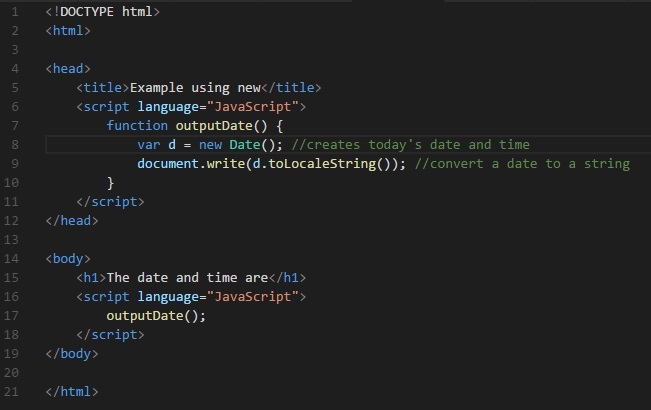 1 <!DOCTYPE html>
2 <html>
3
4 <head>
5     <title>Example using new</title>
6     <script language="JavaScript">
7         function outputDate() {
8             var d = new Date(); //creates today's date and time
9             document.write(d.toLocaleString()); //convert a date to a string
10         }
11     </script>
12 </head>
13
14 <body>
15     <h1>The date and time are</h1>
16     <script language="JavaScript">
17         outputDate();
18     </script>
19 </body>
20
21 </html>